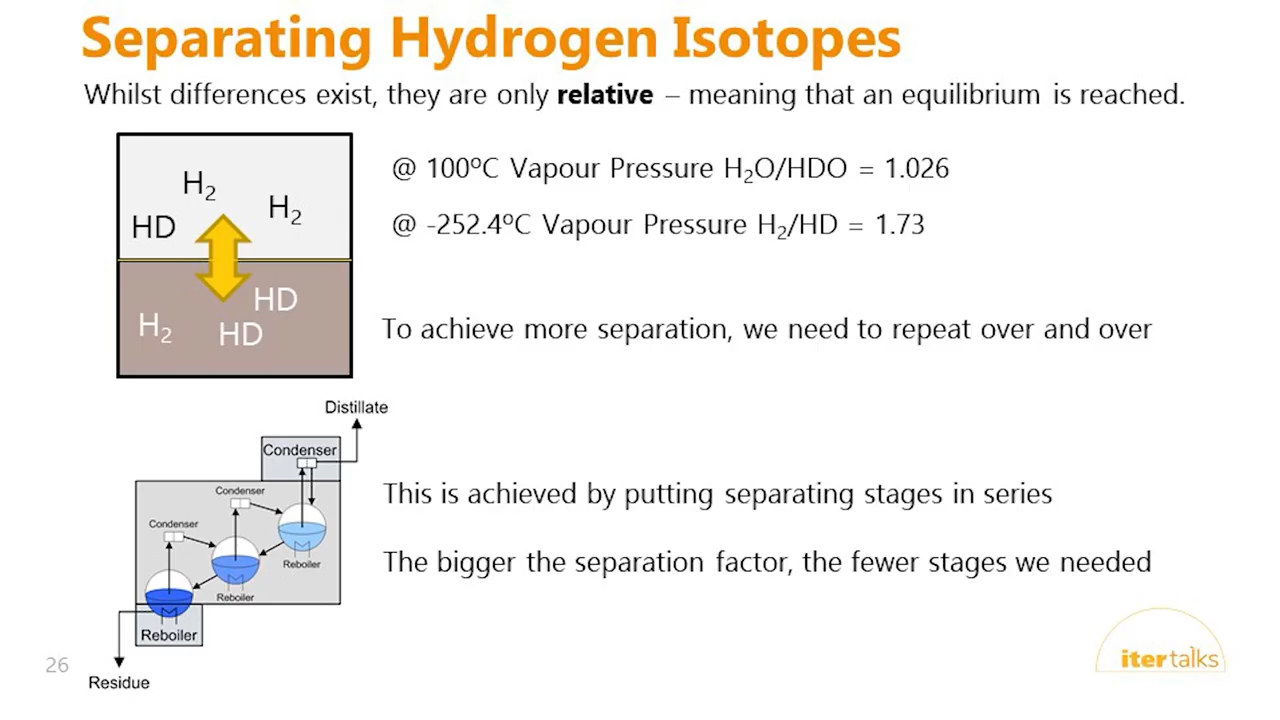 Separating Hydrogen Isotopes
Whilst differences exist, they are only relative – meaning that an equilibrium is reached.
H₂
H₂
HD
HD
H₂
HD
@ 100ºC Vapour Pressure H₂O/HDO = 1.026
@ -252.4ºC Vapour Pressure H₂/HD = 1.73
To achieve more separation, we need to repeat over and over
Distillate
Condenser
Condenser
Condenser
Reboiler
Reboiler
Reboiler
Residue
This is achieved by putting separating stages in series
The bigger the separation factor, the fewer stages we needed
26
iter talks